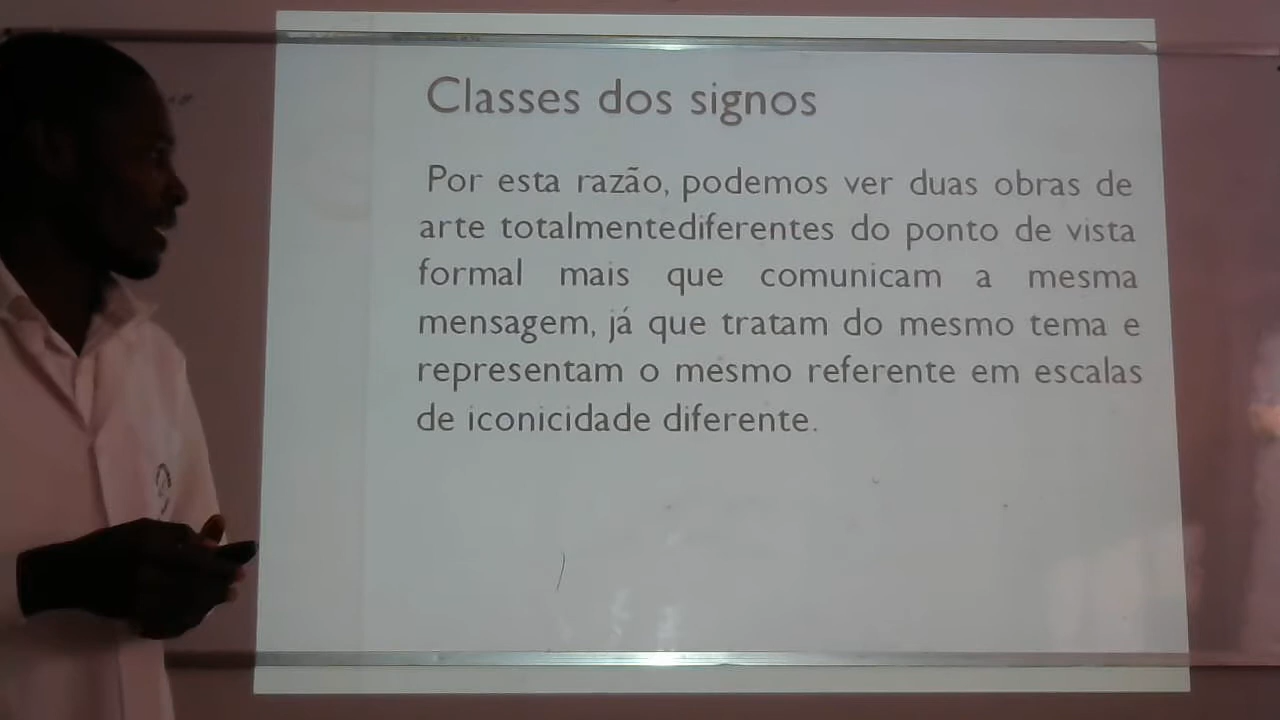 Classes dos signos
Por esta razão, podemos ver duas obras de
arte totalmentediferentes do ponto de vista
formal mais que comunicam a mesma
mensagem, já que tratam do mesmo tema e
representam o mesmo referente em escalas
de iconicidade diferente.